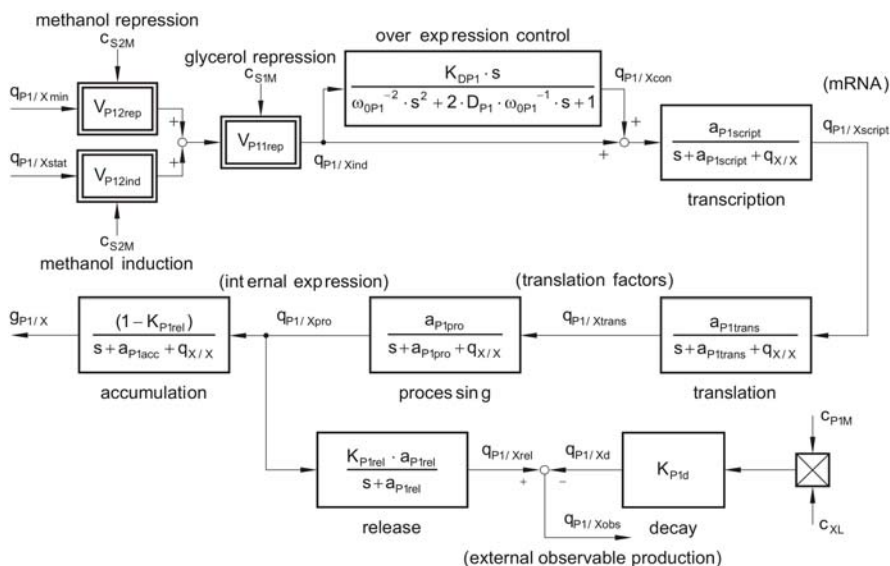 methanol repression
c_S2M
glycerol repression
c_S1M
over expression control
q_P1/Xmin
V_P12rep
+
K_DP1 · s
ω_0P1^-2 · s^2 + 2 · D_P1 · ω_0P1^-1 · s + 1
q_P1/Xcon
+
(mRNA)
q_P1/Xstat
V_P12ind
+
V_P11rep
q_P1/Xind
+
a_P1script
s + a_P1script + q_X/X
q_P1/Xscript
transcription
c_S2M
methanol induction
(internal expression)
(translation factors)
g_P1/X
(1 – K_P1rel)
s + a_P1acc + q_X/X
q_P1/Xpro
a_P1pro
s + a_P1pro + q_X/X
q_P1/Xtrans
a_P1trans
s + a_P1trans + q_X/X
accumulation
processing
translation
c_P1M
K_P1rel · a_P1rel
s + a_P1rel
q_P1/Xrel
+
q_P1/Xd
–
K_P1d
release
q_P1/Xobs
decay
c_XL
(external observable production)